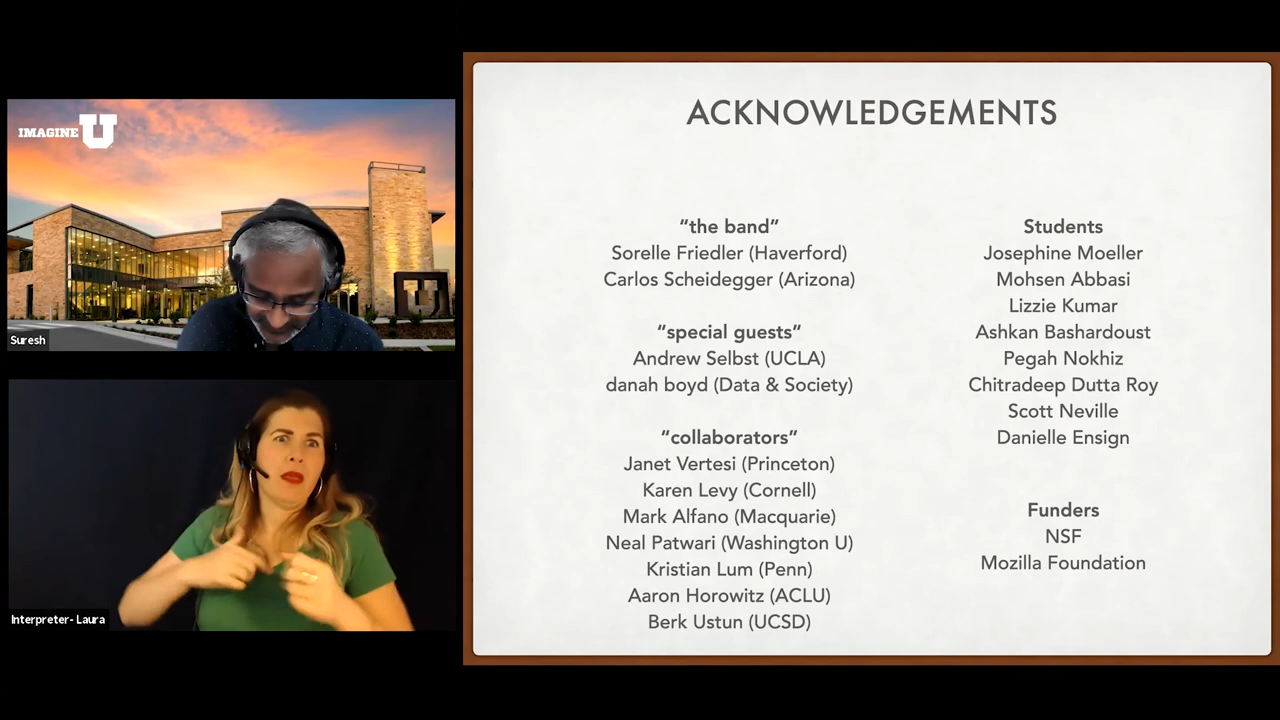 IMAGINE U
Suresh
Interpreter- Laura
ACKNOWLEDGEMENTS
“the band”
Sorelle Friedler (Haverford)
Carlos Scheidegger (Arizona)
“special guests”
Andrew Selbst (UCLA)
danah boyd (Data & Society)
“collaborators”
Janet Vertesi (Princeton)
Karen Levy (Cornell)
Mark Alfano (Macquarie)
Neal Patwari (Washington U)
Kristian Lum (Penn)
Aaron Horowitz (ACLU)
Berk Ustun (UCSD)
Students
Josephine Moeller
Mohsen Abbasi
Lizzie Kumar
Ashkan Bashardoust
Pegah Nokhiz
Chitradeep Dutta Roy
Scott Neville
Danielle Ensign
Funders
NSF
Mozilla Foundation